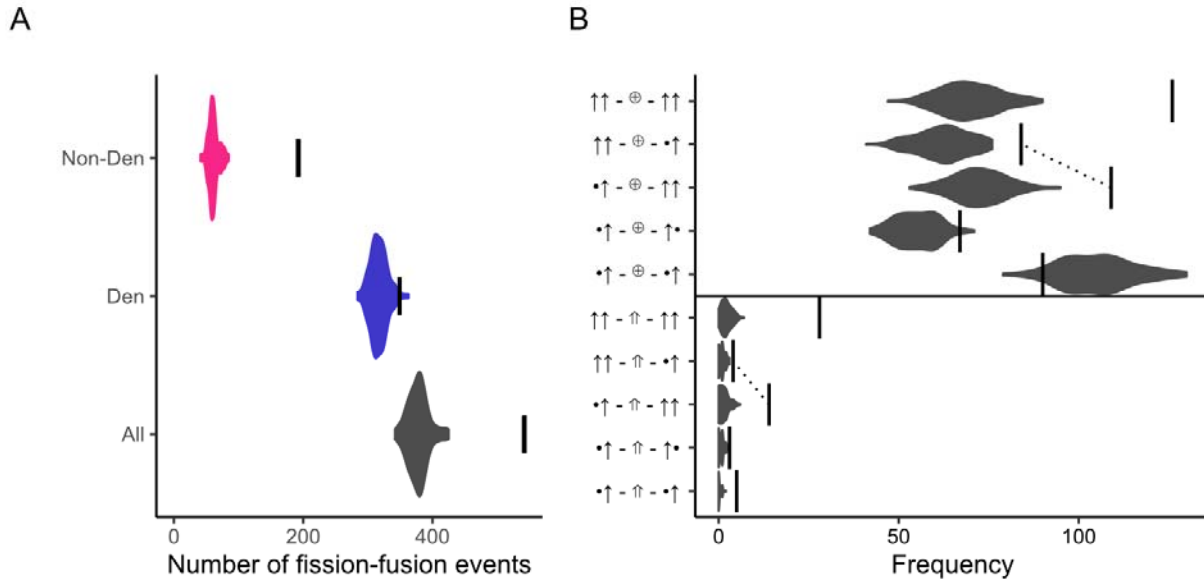 A
Non-Den
Den
All
0 200 400
Number of fission-fusion events
B
↑↑ - ⊕ - ↑↑
↑↑ - ⊕ - •↑
•↑ - ⊕ - ↑↑
•↑ - ⊕ - ↑•
•↑ - ⊕ - •↑
↑↑ - ⇑ - ↑↑
↑↑ - ⇑ - •↑
•↑ - ⇑ - ↑↑
•↑ - ⇑ - ↑•
•↑ - ⇑ - •↑
0 50 100
Frequency